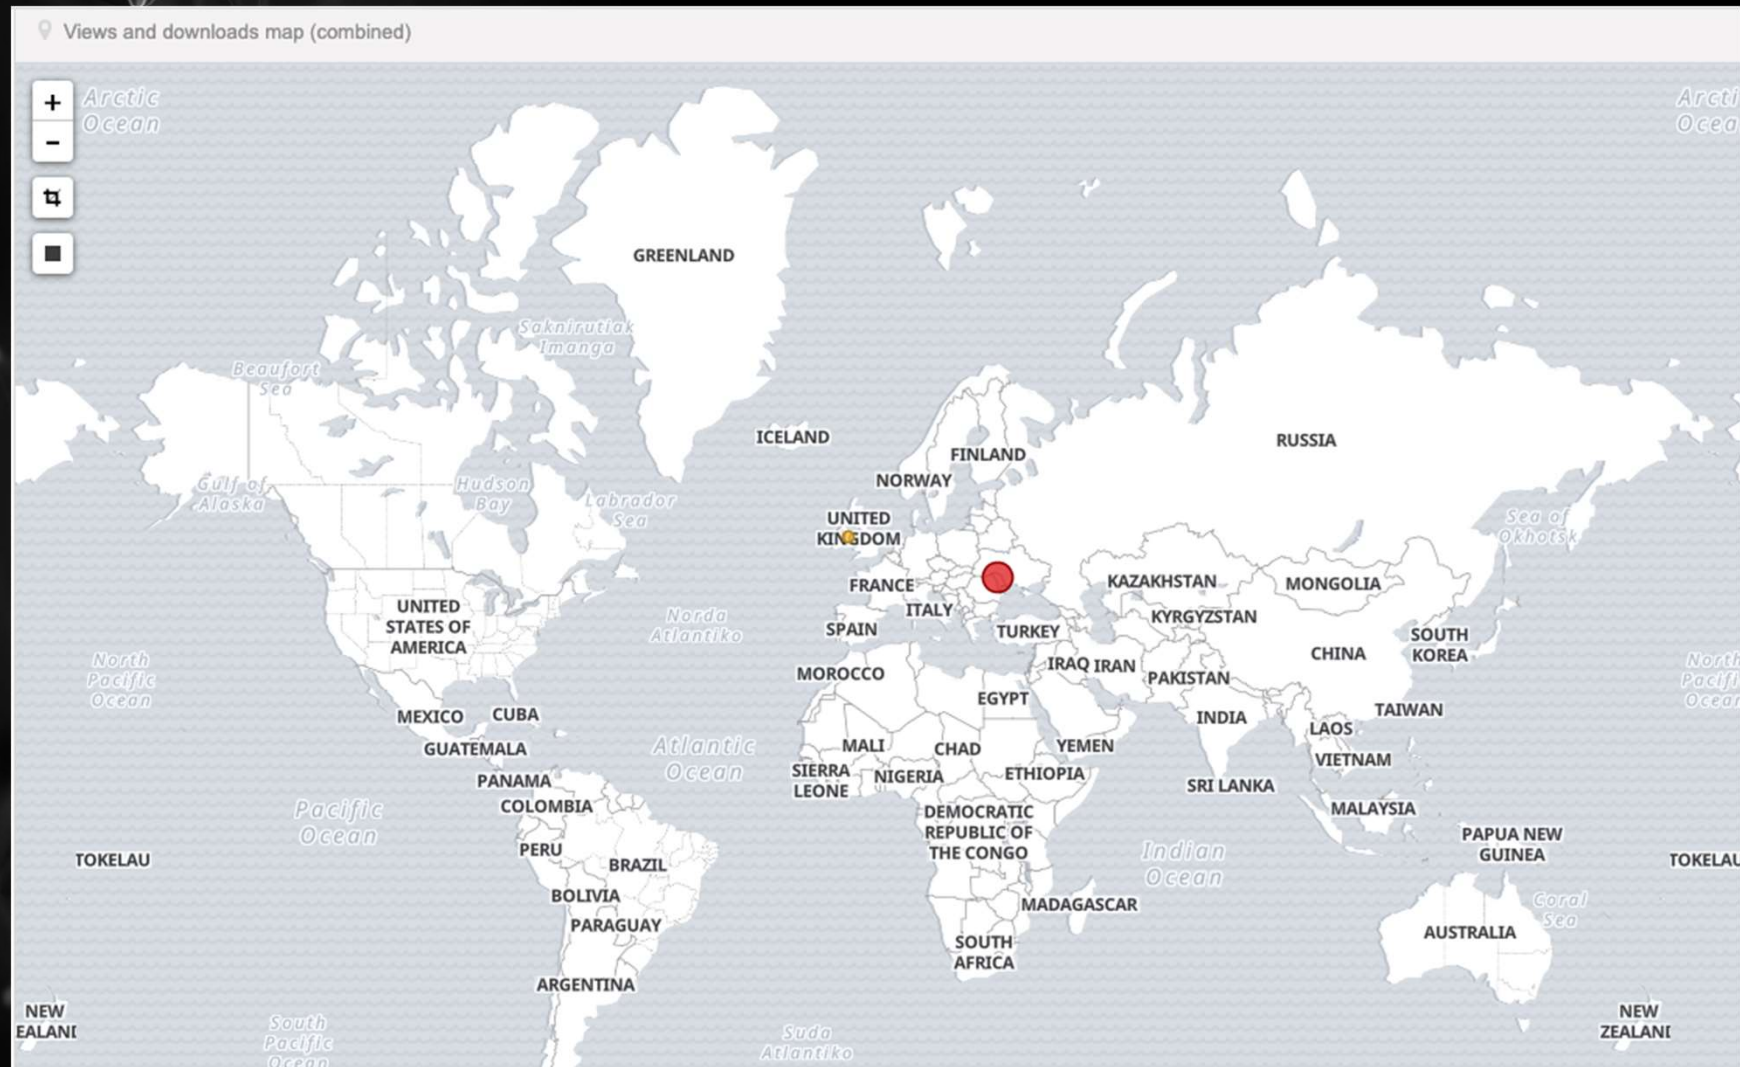 Views and downloads map (combined)
+
−
Arctic
Ocean
Arcti
Ocea
GREENLAND
Saknirutiak
Imanga
Beaufort
Sea
ICELAND
RUSSIA
FINLAND
NORWAY
Gulf of
Alaska
Hudson
Bay
Labrador
Sea
UNITED
KINGDOM
Sea of
Okhotsk
FRANCE
KAZAKHSTAN
MONGOLIA
UNITED
STATES OF
AMERICA
ITALY
Norda
Atlantiko
SPAIN
TURKEY
KYRGYZSTAN
SOUTH
KOREA
CHINA
North
Pacific
Ocean
North
Pacifi
Ocean
MOROCCO
IRAQ
IRAN
PAKISTAN
EGYPT
MEXICO
CUBA
INDIA
TAIWAN
LAOS
GUATEMALA
Atlantic
Ocean
MALI
CHAD
YEMEN
VIETNAM
PANAMA
SIERRA
LEONE
NIGERIA
ETHIOPIA
SRI LANKA
COLOMBIA
Pacific
Ocean
DEMOCRATIC
REPUBLIC OF
THE CONGO
MALAYSIA
PAPUA NEW
GUINEA
PERU
BRAZIL
TOKELAU
Indian
Ocean
TOKELAU
BOLIVIA
MADAGASCAR
Coral
Sea
PARAGUAY
AUSTRALIA
SOUTH
AFRICA
ARGENTINA
NEW
EALANI
South
Pacific
Ocean
Suda
Atlantiko
NEW
ZEALANI